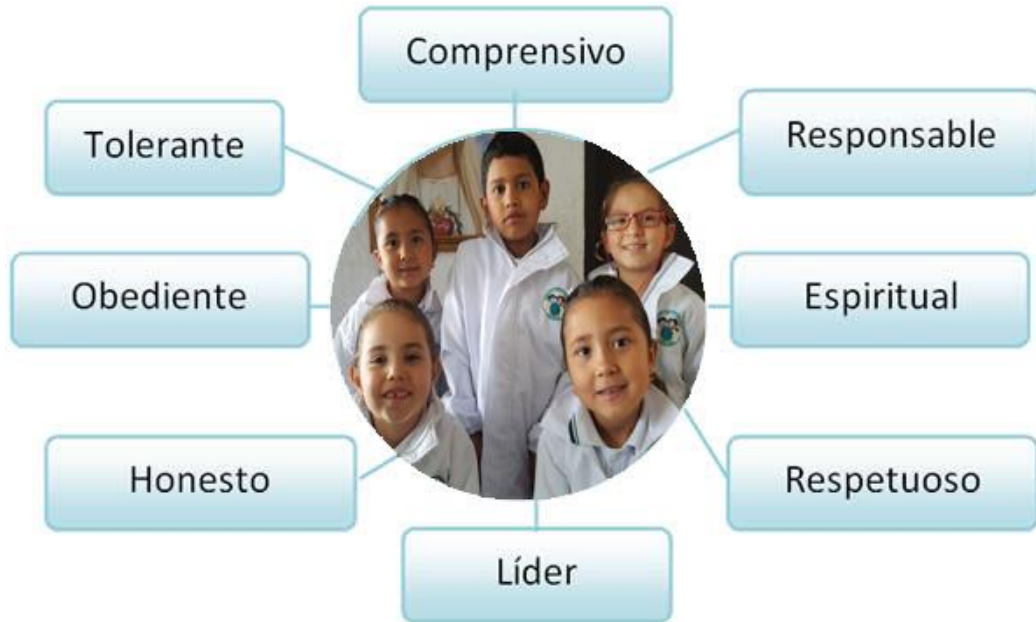 Comprensivo
Tolerante
Responsable
Obediente
Espiritual
Honesto
Respetuoso
Líder